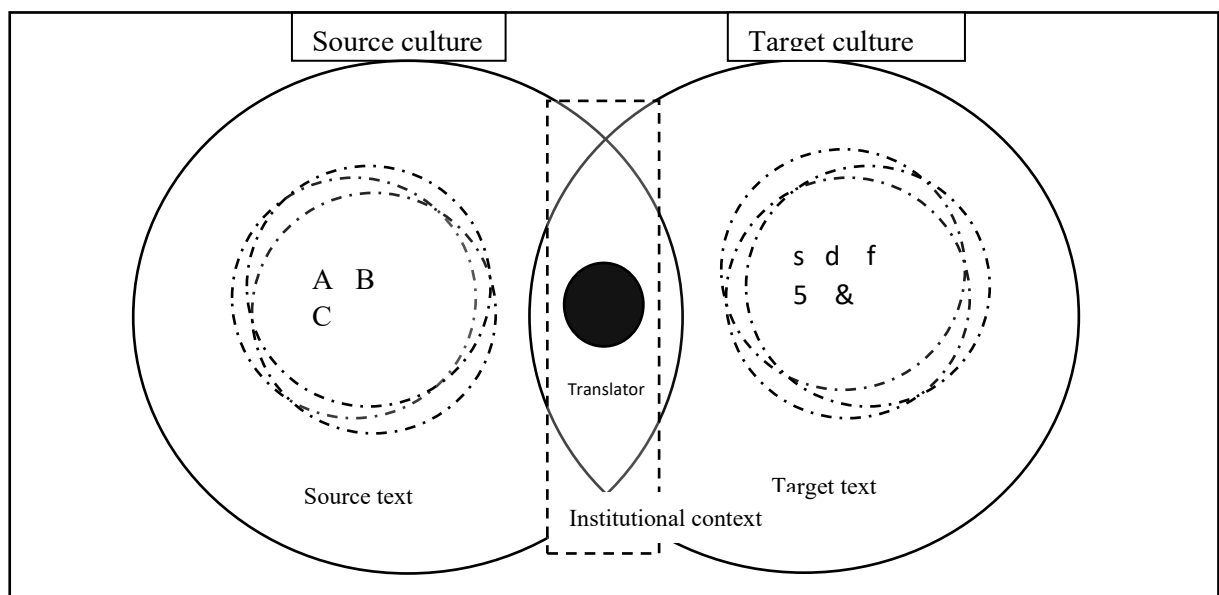 Source culture
Target culture
A B
C
s d f
5 &
Translator
Source text
Target text
Institutional context